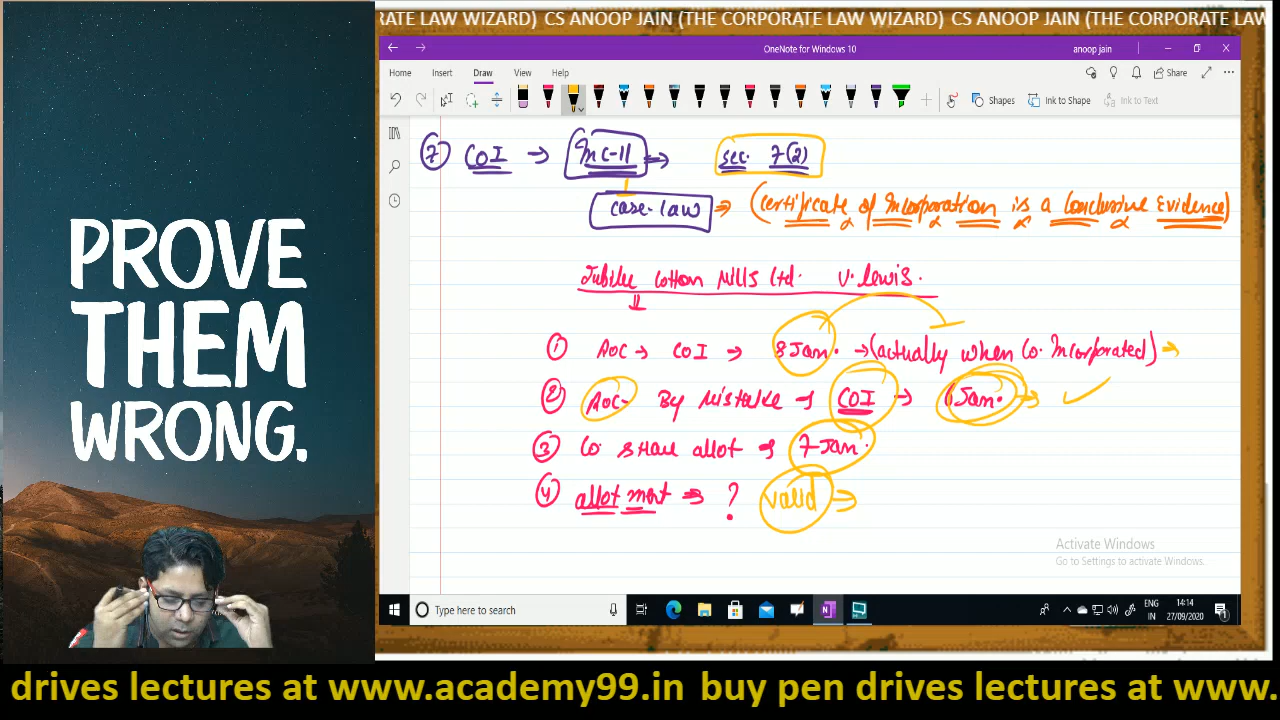 RATE LAW WIZARD) CS ANOOP JAIN (THE CORPORATE LAW WIZARD) CS ANOOP JAIN (THE CORPORATE LAW
OneNote for Windows 10
anoop jain
Home Insert Draw View Help
Share
Shapes Ink to Shape Ink to Text
7 COI → INC-11 ⇒ sec. 7(2)
case law ⇒ (certificate of Incorporation is a Conclusive Evidence)
Jubilee Cotton Mills Ltd. V. Lewis.
① ROC → COI → 8 Jan. → (actually when Co. Incorporated) →
② ROC By Mistake → COI → 6 Jan. ⇒ ✓
③ Co share allot → 7 Jan.
④ allotment ⇒ ? valid ⇒
PROVE
THEM
WRONG.
Activate Windows
Go to Settings to activate Windows.
Type here to search
ENG
IN
14:14
27/09/2020
1
drives lectures at www.academy99.in buy pen drives lectures at www.